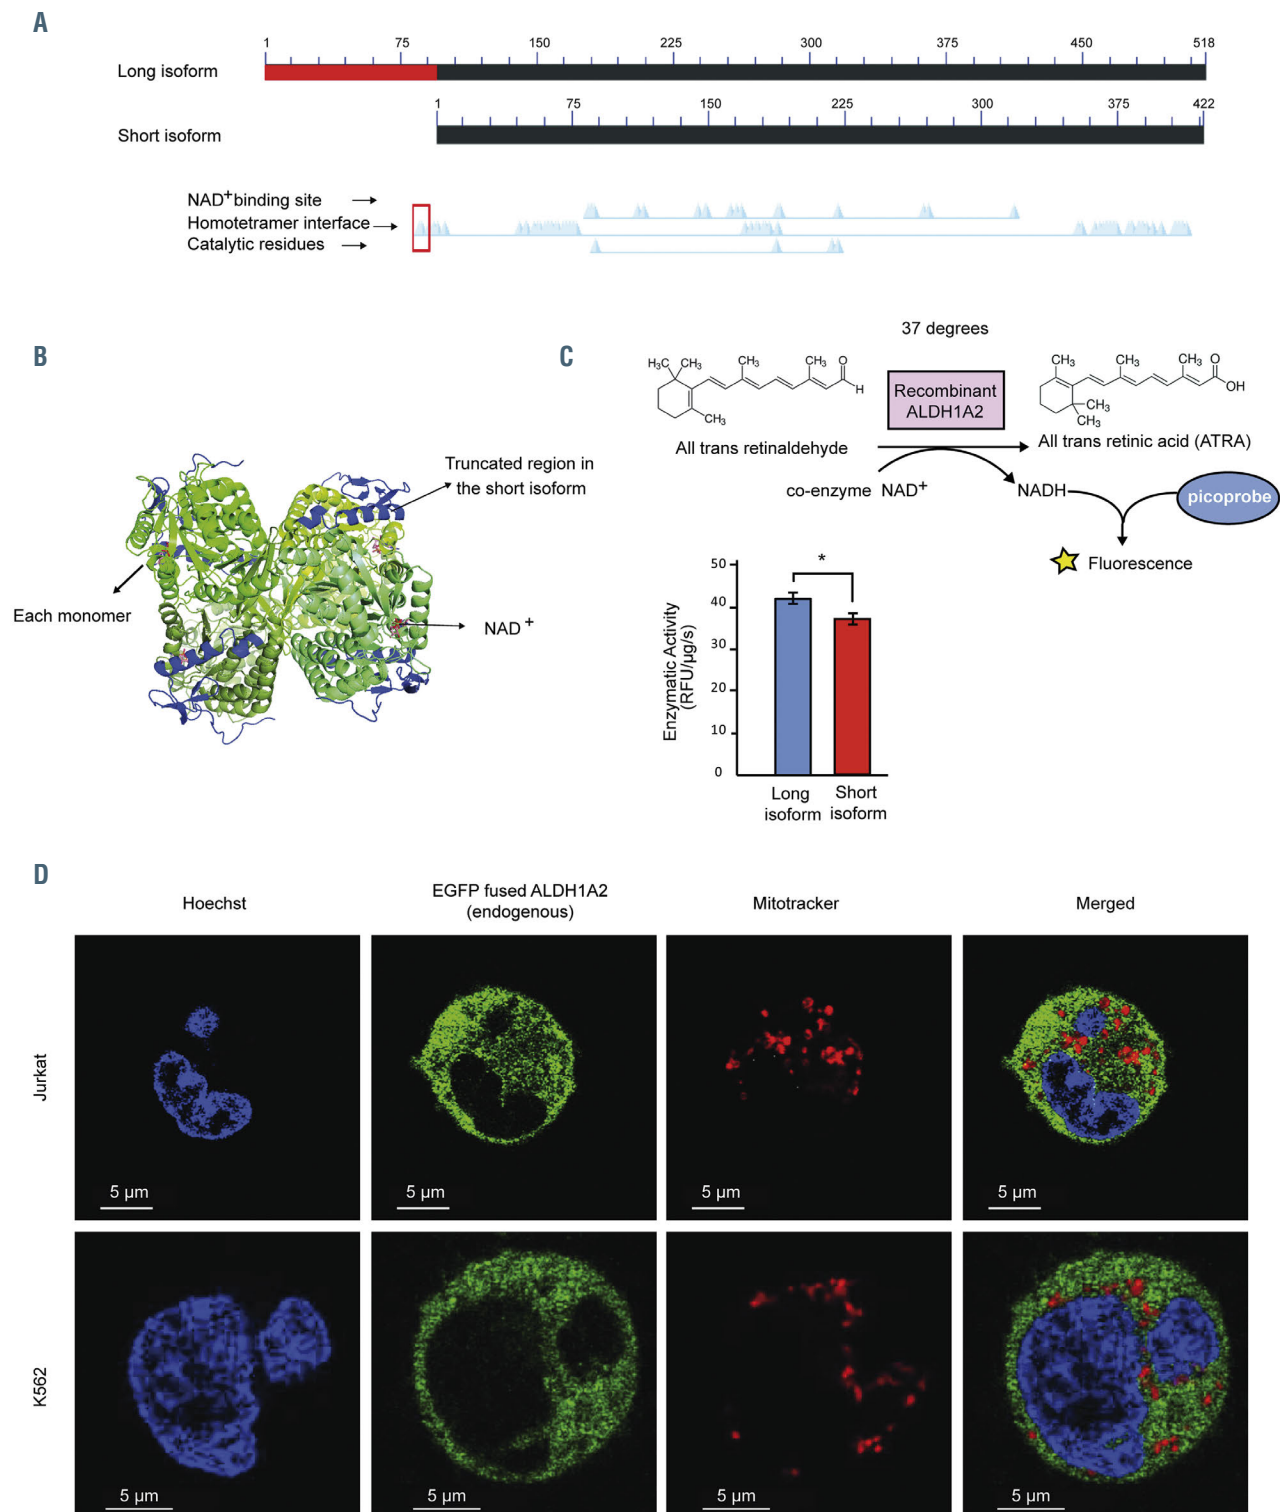 A
1 75 150 225 300 375 450 518
Long isoform
1 75 150 225 300 375 422
Short isoform
NAD+ binding site
Homotetramer interface
Catalytic residues
B
Truncated region in
the short isoform
Each monomer
NAD +
C
37 degrees
H₃C CH₃ CH₃ CH₃ O H CH₃
Recombinant
ALDH1A2
CH₃ CH₃ CH₃ O OH CH₃ CH₃
All trans retinaldehyde
All trans retinic acid (ATRA)
co-enzyme NAD+
NADH
picoprobe
Fluorescence
*
50
40
30
20
10
0
Enzymatic Activity
(RFU/µg/s)
Long
isoform
Short
isoform
D
Hoechst
EGFP fused ALDH1A2
(endogenous)
Mitotracker
Merged
Jurkat
5 µm
5 µm
5 µm
5 µm
K562
5 µm
5 µm
5 µm
5 µm